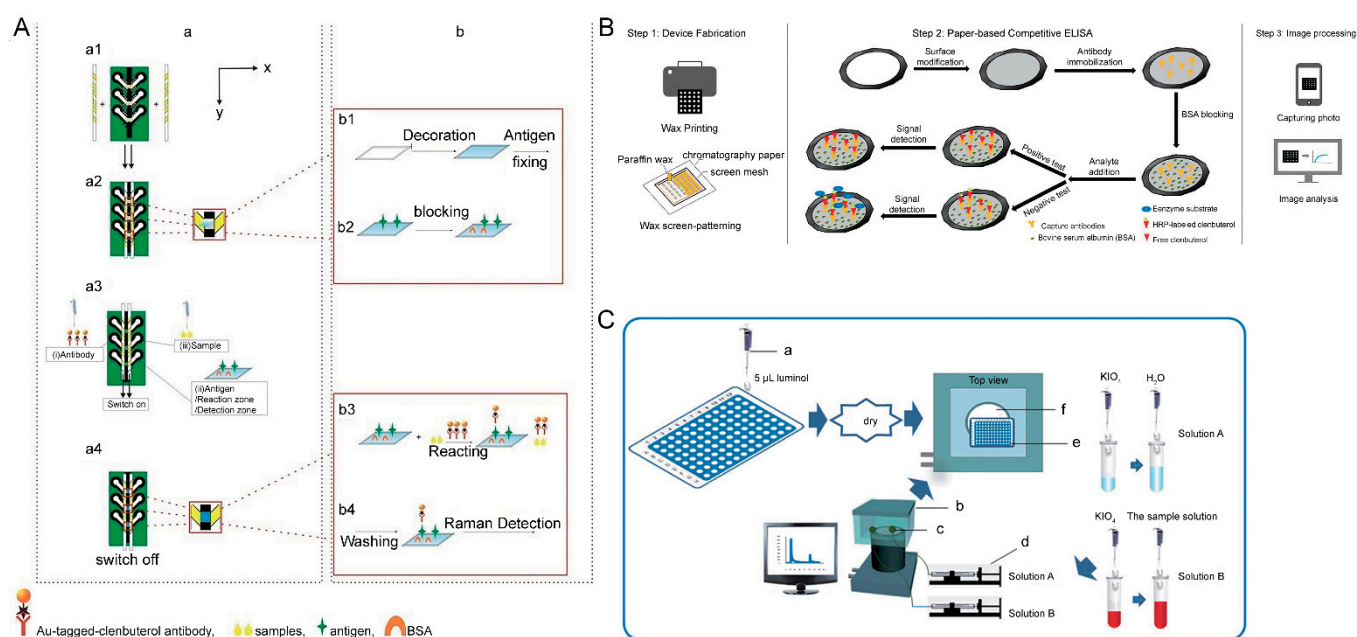 A
a
b
a1
x
y
a2
b1
Decoration
Antigen
fixing
b2
blocking
a3
(i)Antibody
(iii)Sample
(ii)Antigen
/Reaction zone
/Detection zone
Switch on
a4
switch off
b3
+
Reacting
b4
Washing
Raman Detection
Au-tagged-clenbuterol antibody,
samples,
antigen,
BSA
B
Step 1: Device Fabrication
Wax Printing
Paraffin wax
chromatography paper
screen mesh
Wax screen-patterning
Step 2: Paper-based Competitive ELISA
Surface
modification
Antibody
immobilization
BSA blocking
Analyte
addition
Positive test
Negative test
Signal
detection
Signal
detection
Eenzyme substrate
Capture antibodies
HRP-labeled clenbuterol
Bovine serum albumin (BSA)
Free clenbuterol
Step 3: Image processing
Capturing photo
Image analysis
C
a
5 μL luminol
dry
Top view
f
e
b
c
d
Solution A
Solution B
KIO4
H2O
Solution A
KIO4
The sample solution
Solution B